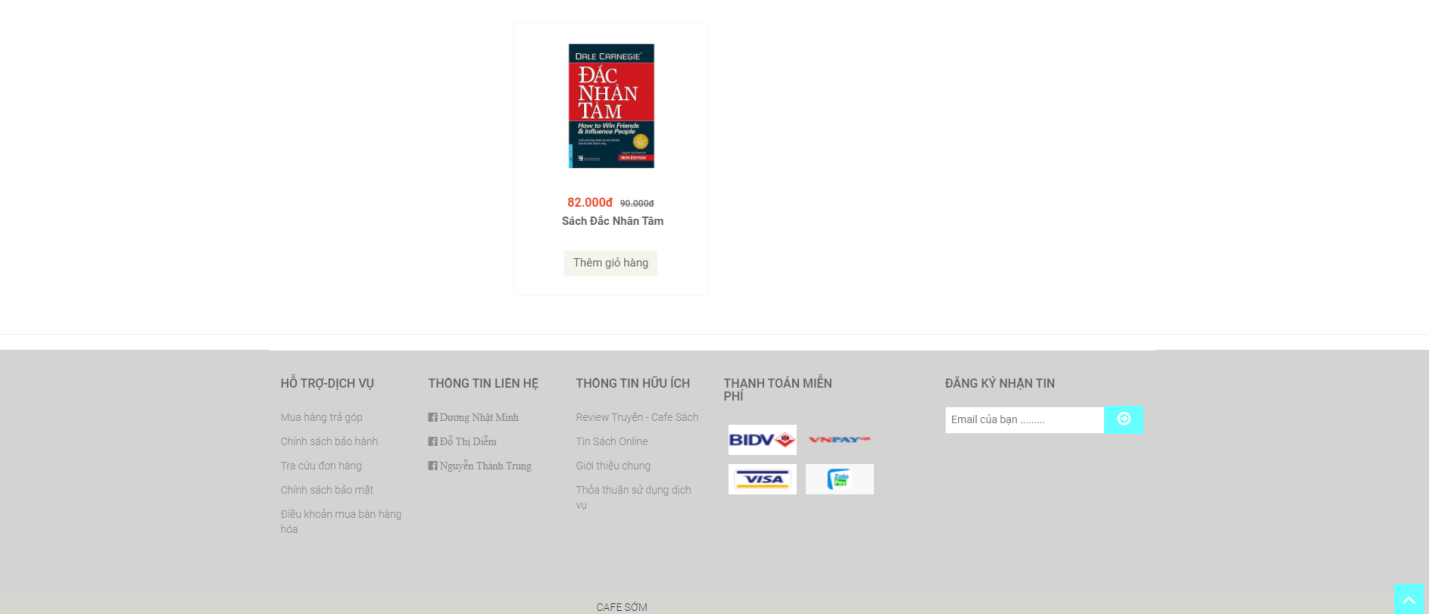 DALE CARNEGIE
ĐẮC
NHÂN
TÂM
How to Win Friends
& Influence People
82.000đ 90.000đ
Sách Đắc Nhân Tâm
Thêm giỏ hàng
HỖ TRỢ-DỊCH VỤ
Mua hàng trả góp
Chính sách bảo hành
Tra cứu đơn hàng
Chính sách bảo mật
Điều khoản mua bán hàng
hóa
THÔNG TIN LIÊN HỆ
Dương Nhật Minh
Đỗ Thị Diễm
Nguyễn Thành Trung
THÔNG TIN HỮU ÍCH
Review Truyện - Cafe Sách
Tin Sách Online
Giới thiệu chung
Thỏa thuận sử dụng dịch
vụ
THANH TOÁN MIỄN
PHÍ
BIDV
VNPAY
VISA
Zalo
ĐĂNG KÝ NHẬN TIN
Email của bạn .........
CAFE SỚM